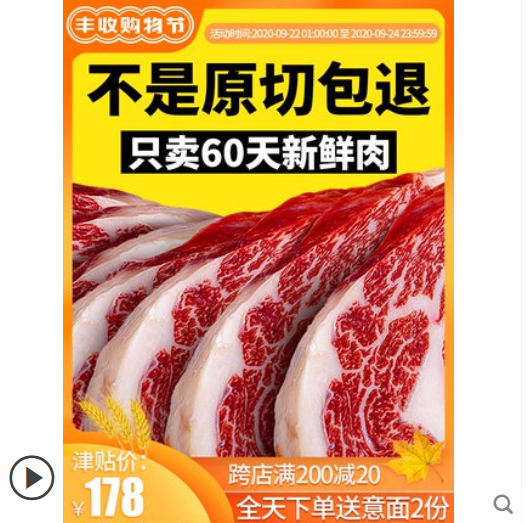 丰收购物节
活动时间:2020-09-22 01:00:00 至 2020-09-24 23:59:59
不是原切包退
只卖60天新鲜肉
津贴价:
¥178
跨店满200减20
全天下单送意面2份